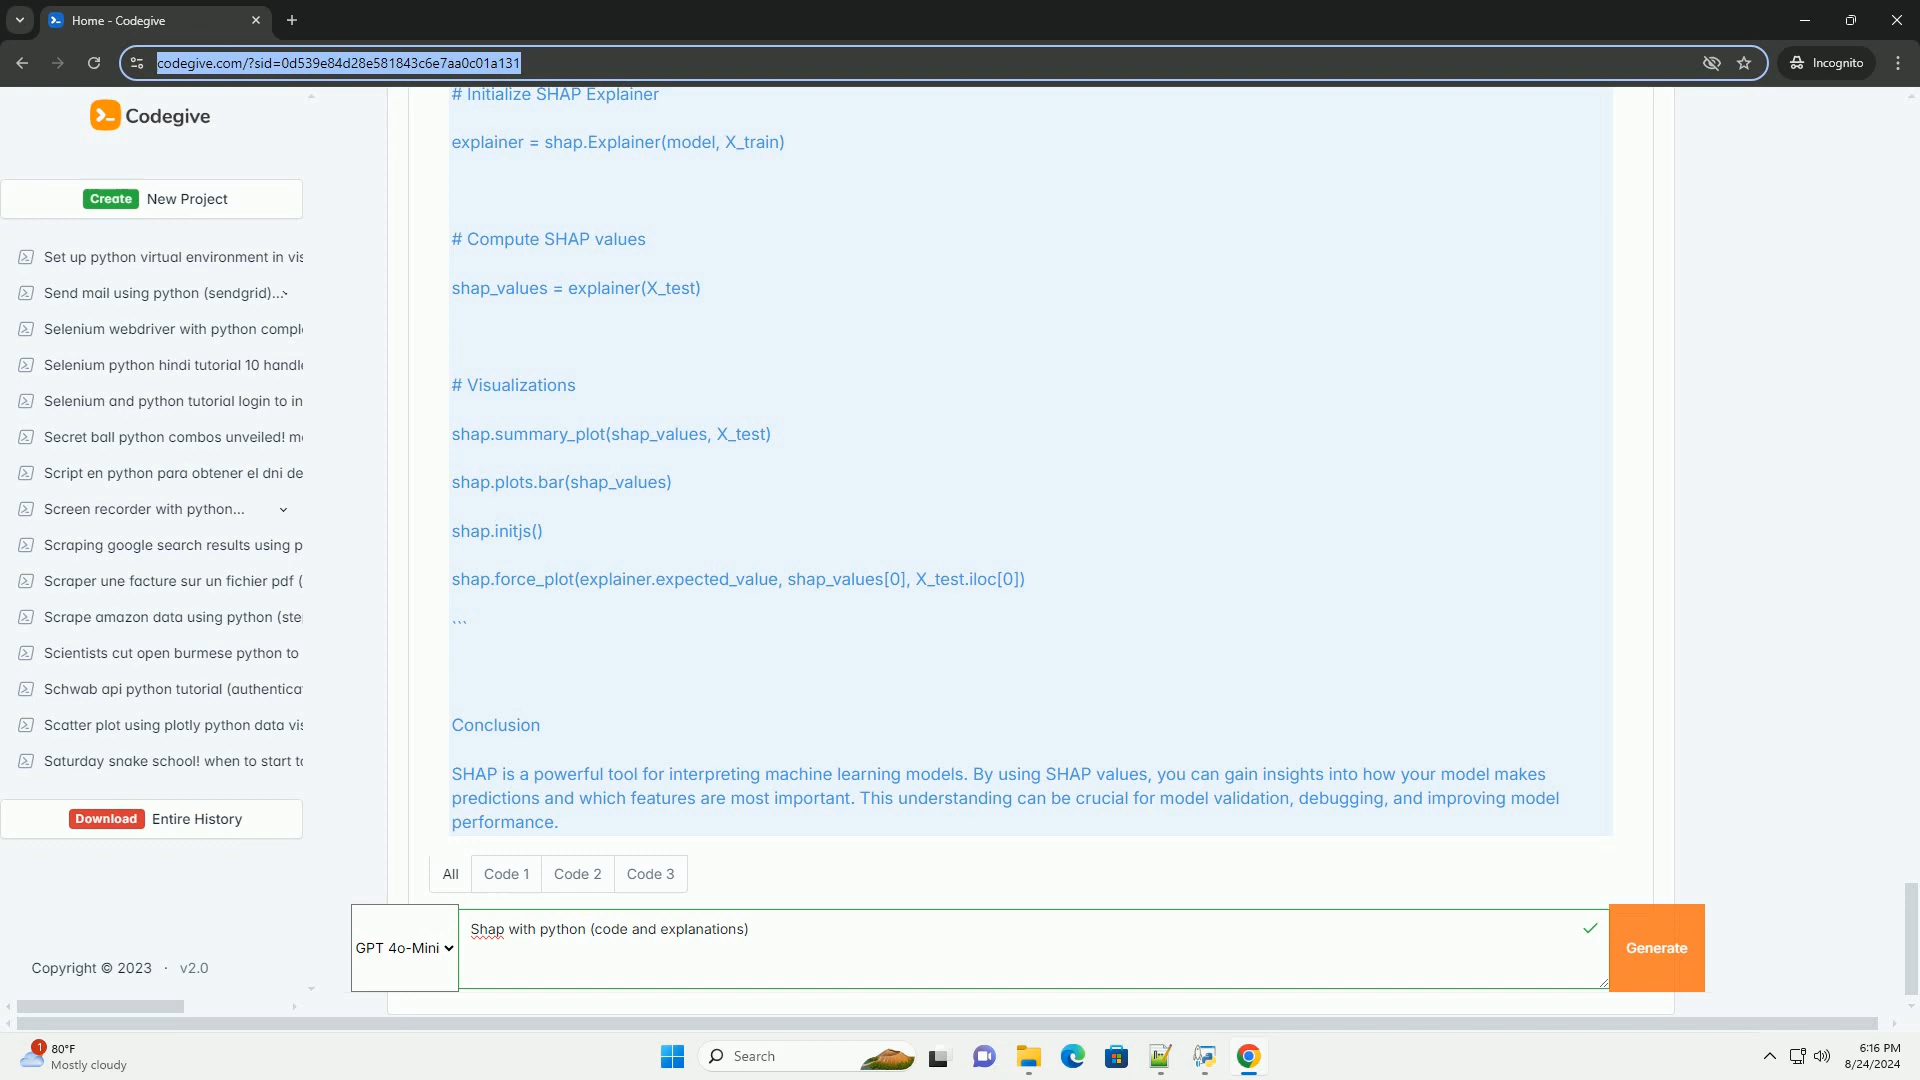 Home - Codegive
codegive.com/?sid=0d539e84d28e581843c6e7aa0c01a131
Incognito
Codegive
Create New Project
Set up python virtual environment in vis
Send mail using python (sendgrid)...
Selenium webdriver with python comple
Selenium python hindi tutorial 10 handle
Selenium and python tutorial login to in
Secret ball python combos unveiled! m
Script en python para obtener el dni de
Screen recorder with python...
Scraping google search results using p
Scraper une facture sur un fichier pdf (
Scrape amazon data using python (ste
Scientists cut open burmese python to
Schwab api python tutorial (authentica
Scatter plot using plotly python data vis
Saturday snake school! when to start to
Download Entire History
Copyright © 2023 · v2.0
# Initialize SHAP Explainer
explainer = shap.Explainer(model, X_train)
# Compute SHAP values
shap_values = explainer(X_test)
# Visualizations
shap.summary_plot(shap_values, X_test)
shap.plots.bar(shap_values)
shap.initjs()
shap.force_plot(explainer.expected_value, shap_values[0], X_test.iloc[0])
```
Conclusion
SHAP is a powerful tool for interpreting machine learning models. By using SHAP values, you can gain insights into how your model makes
predictions and which features are most important. This understanding can be crucial for model validation, debugging, and improving model
performance.
All Code 1 Code 2 Code 3
GPT 4o-Mini
Shap with python (code and explanations)
Generate
1
80°F
Mostly cloudy
Search
6:16 PM
8/24/2024